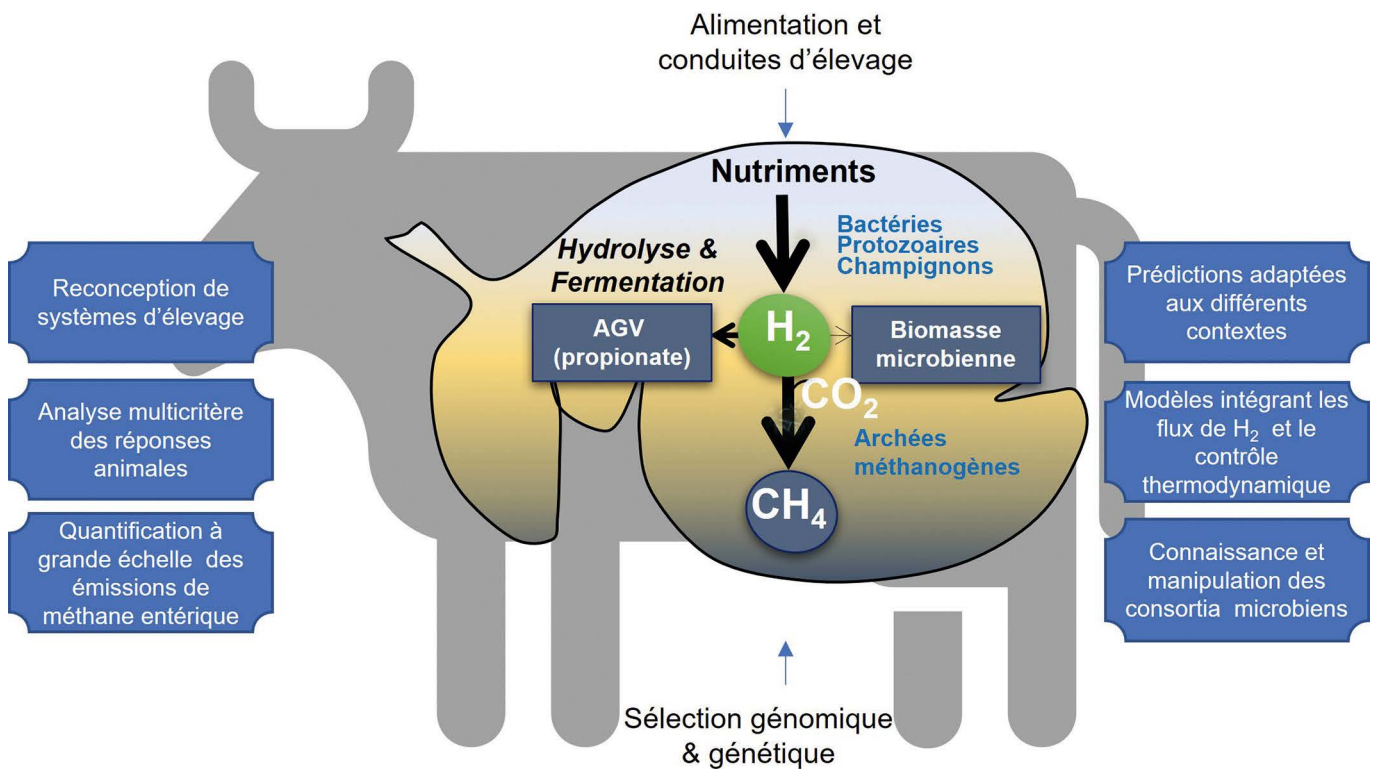 Alimentation et
conduites d'élevage
Nutriments
Bactéries
Protozoaires
Champignons
Hydrolyse &
Fermentation
AGV
(propionate)
H₂
Biomasse
microbienne
CO₂
Archées
méthanogènes
CH₄
Reconception de
systèmes d'élevage
Analyse multicritère
des réponses
animales
Quantification à
grande échelle des
émissions de
méthane entérique
Prédictions adaptées
aux différents
contextes
Modèles intégrant les
flux de H₂ et le
contrôle
thermodynamique
Connaissance et
manipulation des
consortia microbiens
Sélection génomique
& génétique